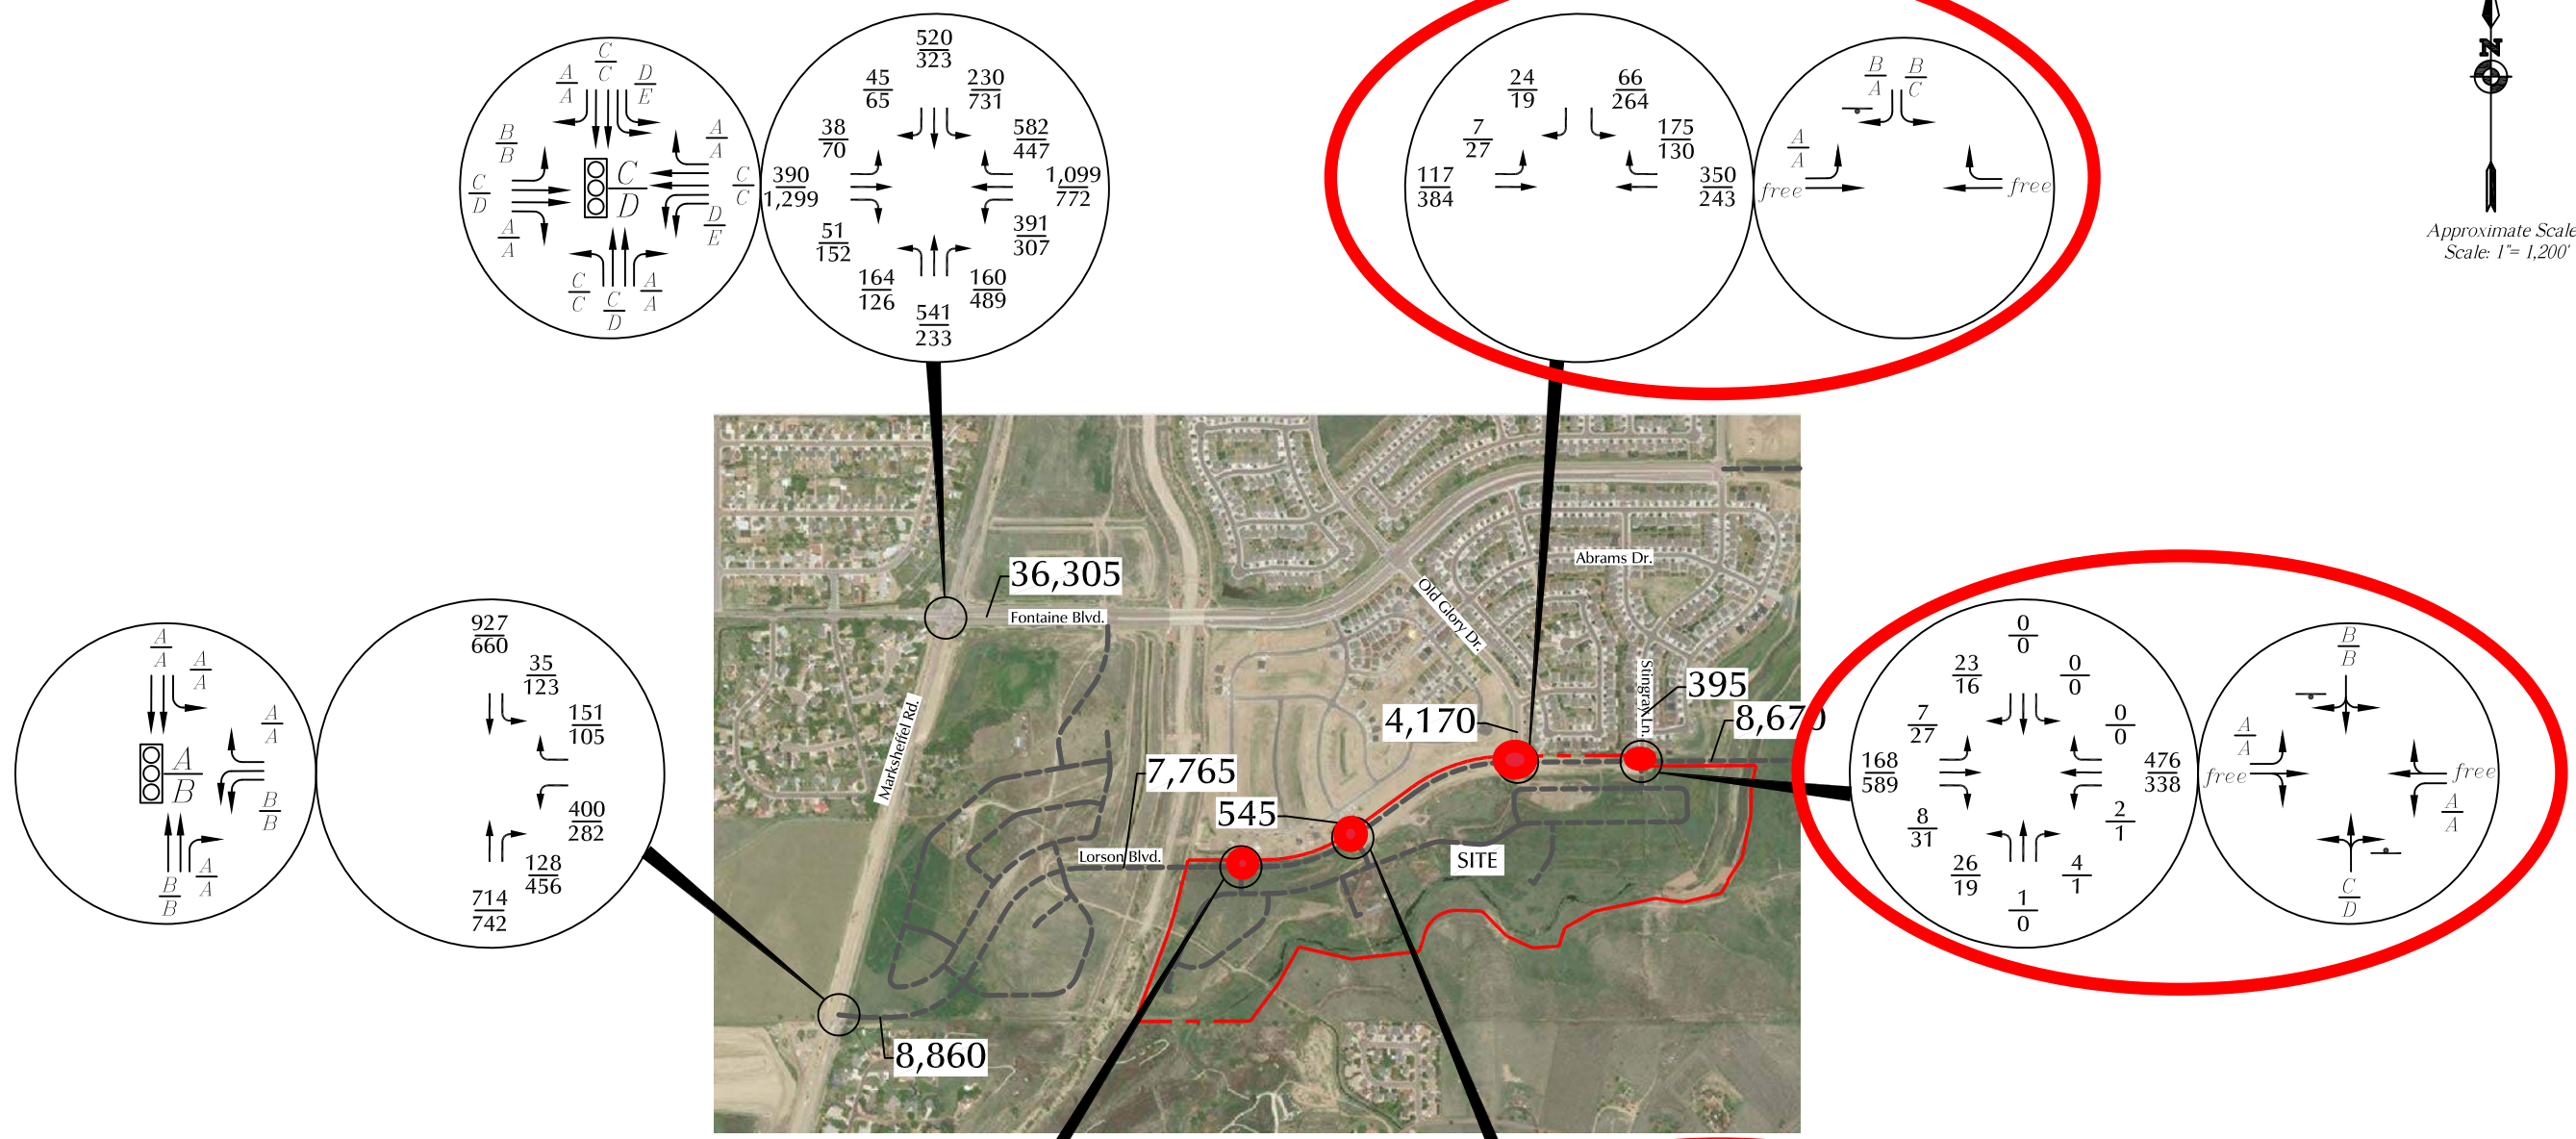 520
323
45
65
230
731
38
70
582
447
390
1,299
1,099
772
51
152
391
307
164
126
160
489
541
233
C
C
A
A
D
E
B
B
A
A
C
D
C
D
C
C
A
A
D
E
C
C
C
D
A
A
24
19
66
264
7
27
175
130
117
384
350
243
B
A
B
C
A
A
free
free
N
Approximate Scale
Scale: 1"= 1,200'
A
A
A
A
A
A
A
B
B
B
B
B
A
A
927
660
35
123
151
105
400
282
128
456
714
742
36,305
Fontaine Blvd.
Abrams Dr.
Old Glory Dr.
Marksheffel Rd.
Stingray Ln.
395
4,170
8,670
7,765
545
Lorson Blvd.
SITE
8,860
0
0
23
16
0
0
7
27
0
0
168
589
476
338
8
31
2
1
26
19
4
1
1
0
B
B
A
A
free
free
A
A
C
D